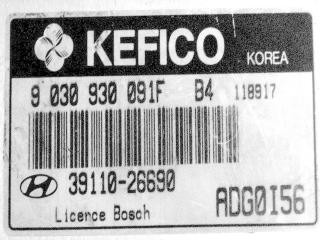 KEFICO KOREA
9 030 930 091F B4 118917
39110-26690
Licence Bosch ADG0I56